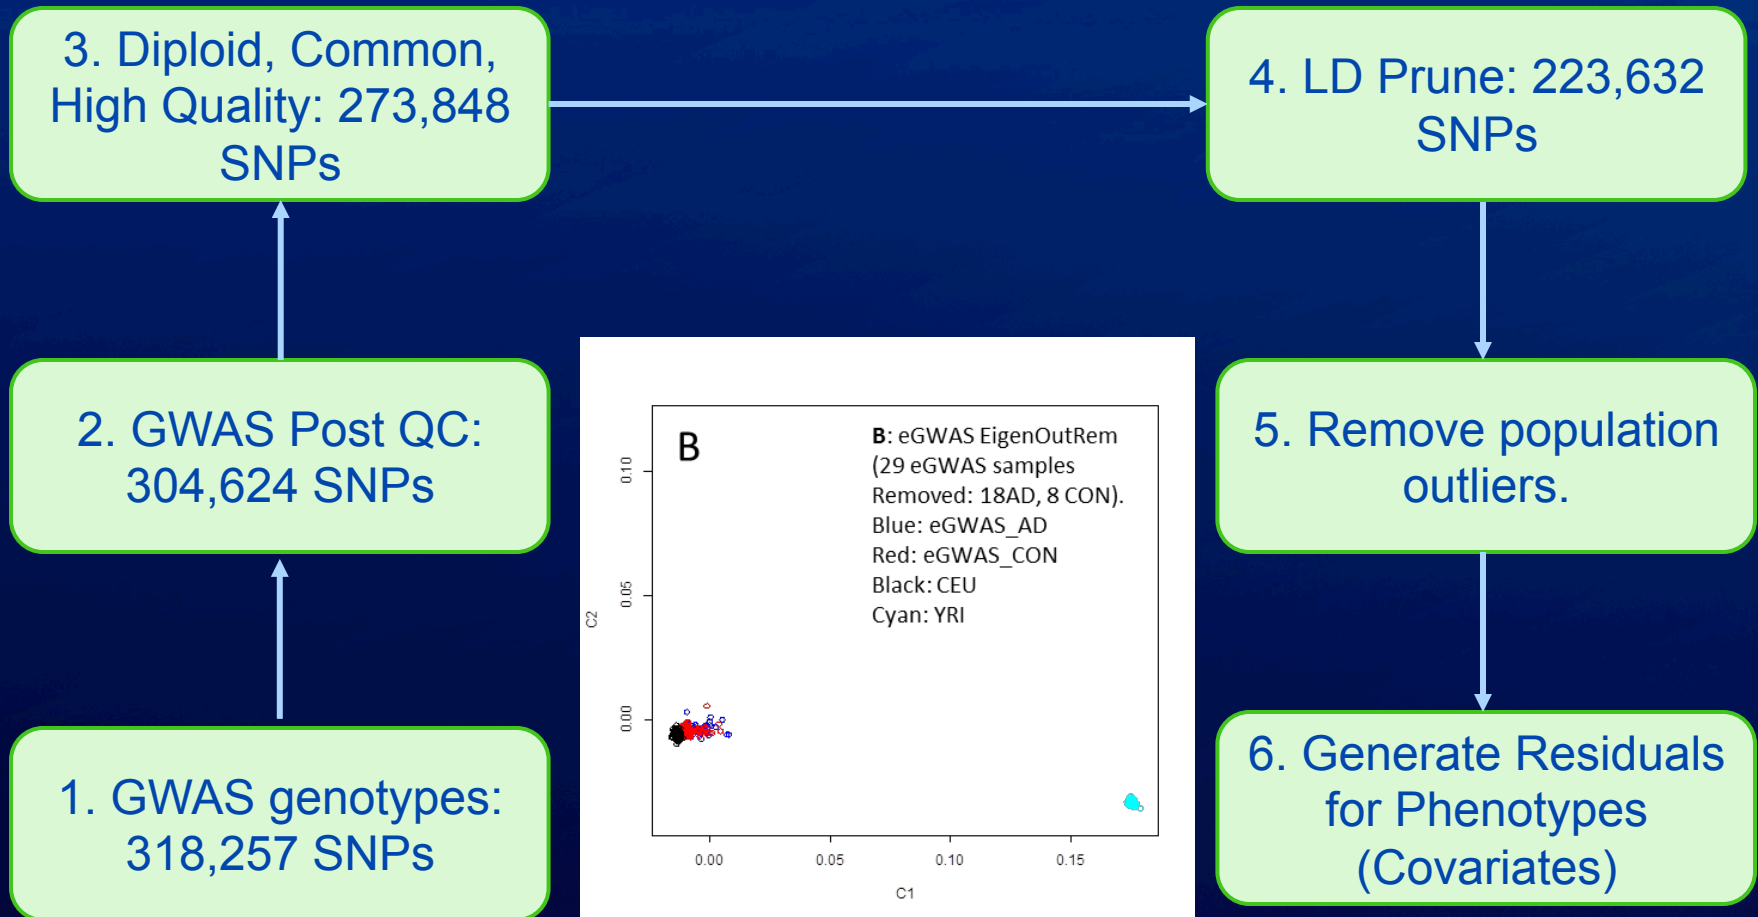 3. Diploid, Common,
High Quality: 273,848
SNPs
4. LD Prune: 223,632
SNPs
2. GWAS Post QC:
304,624 SNPs
B
B: eGWAS EigenOutRem
(29 eGWAS samples
Removed: 18AD, 8 CON).
Blue: eGWAS_AD
Red: eGWAS_CON
Black: CEU
Cyan: YRI
0.10
0.05
0.00
C2
0.00
0.05
0.10
0.15
C1
5. Remove population
outliers.
1. GWAS genotypes:
318,257 SNPs
6. Generate Residuals
for Phenotypes
(Covariates)